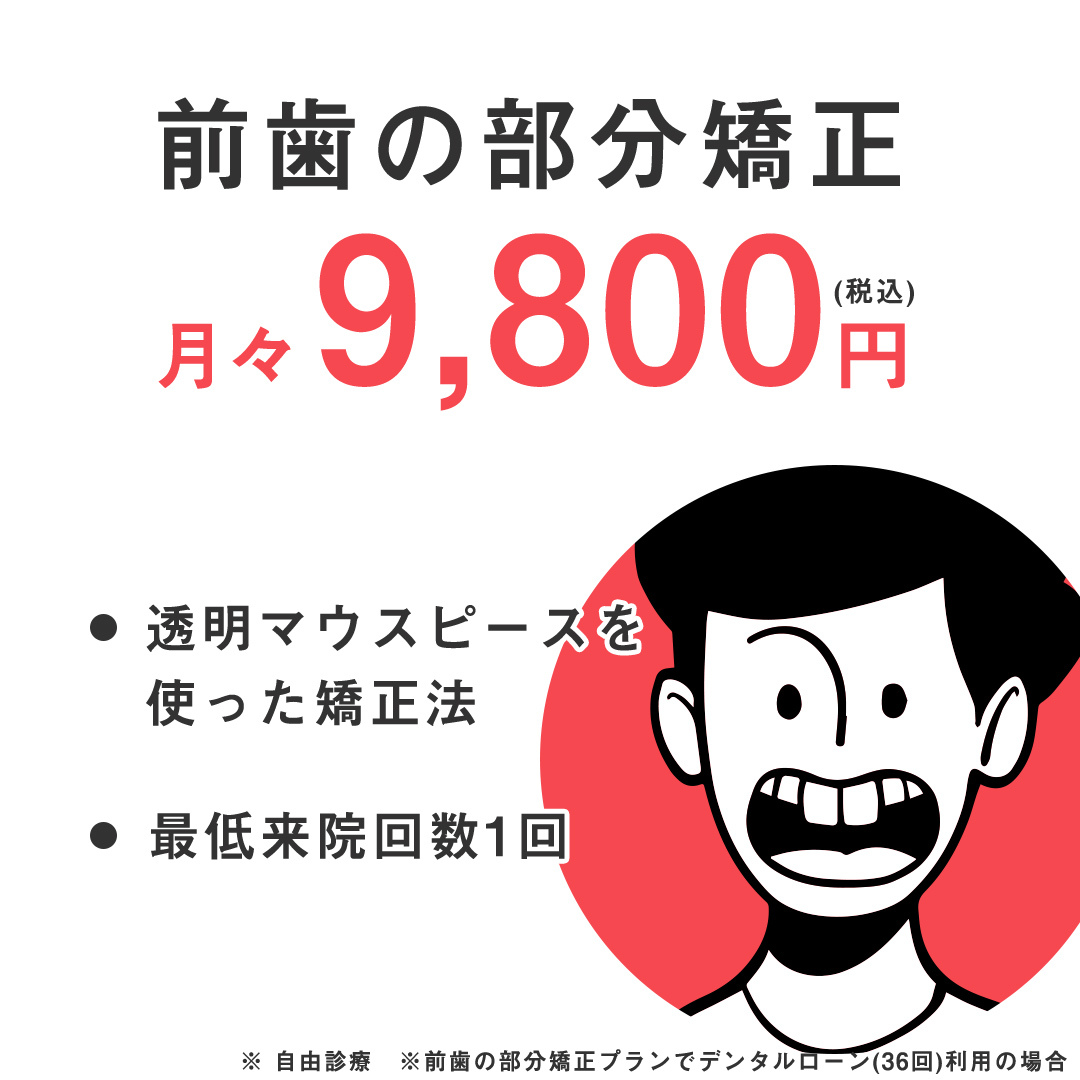 前歯の部分矯正
月々9,800円(税込)
● 透明マウスピースを
使った矯正法
● 最低来院回数1回
※ 自由診療　※前歯の部分矯正プランでデンタルローン(36回)利用の場合